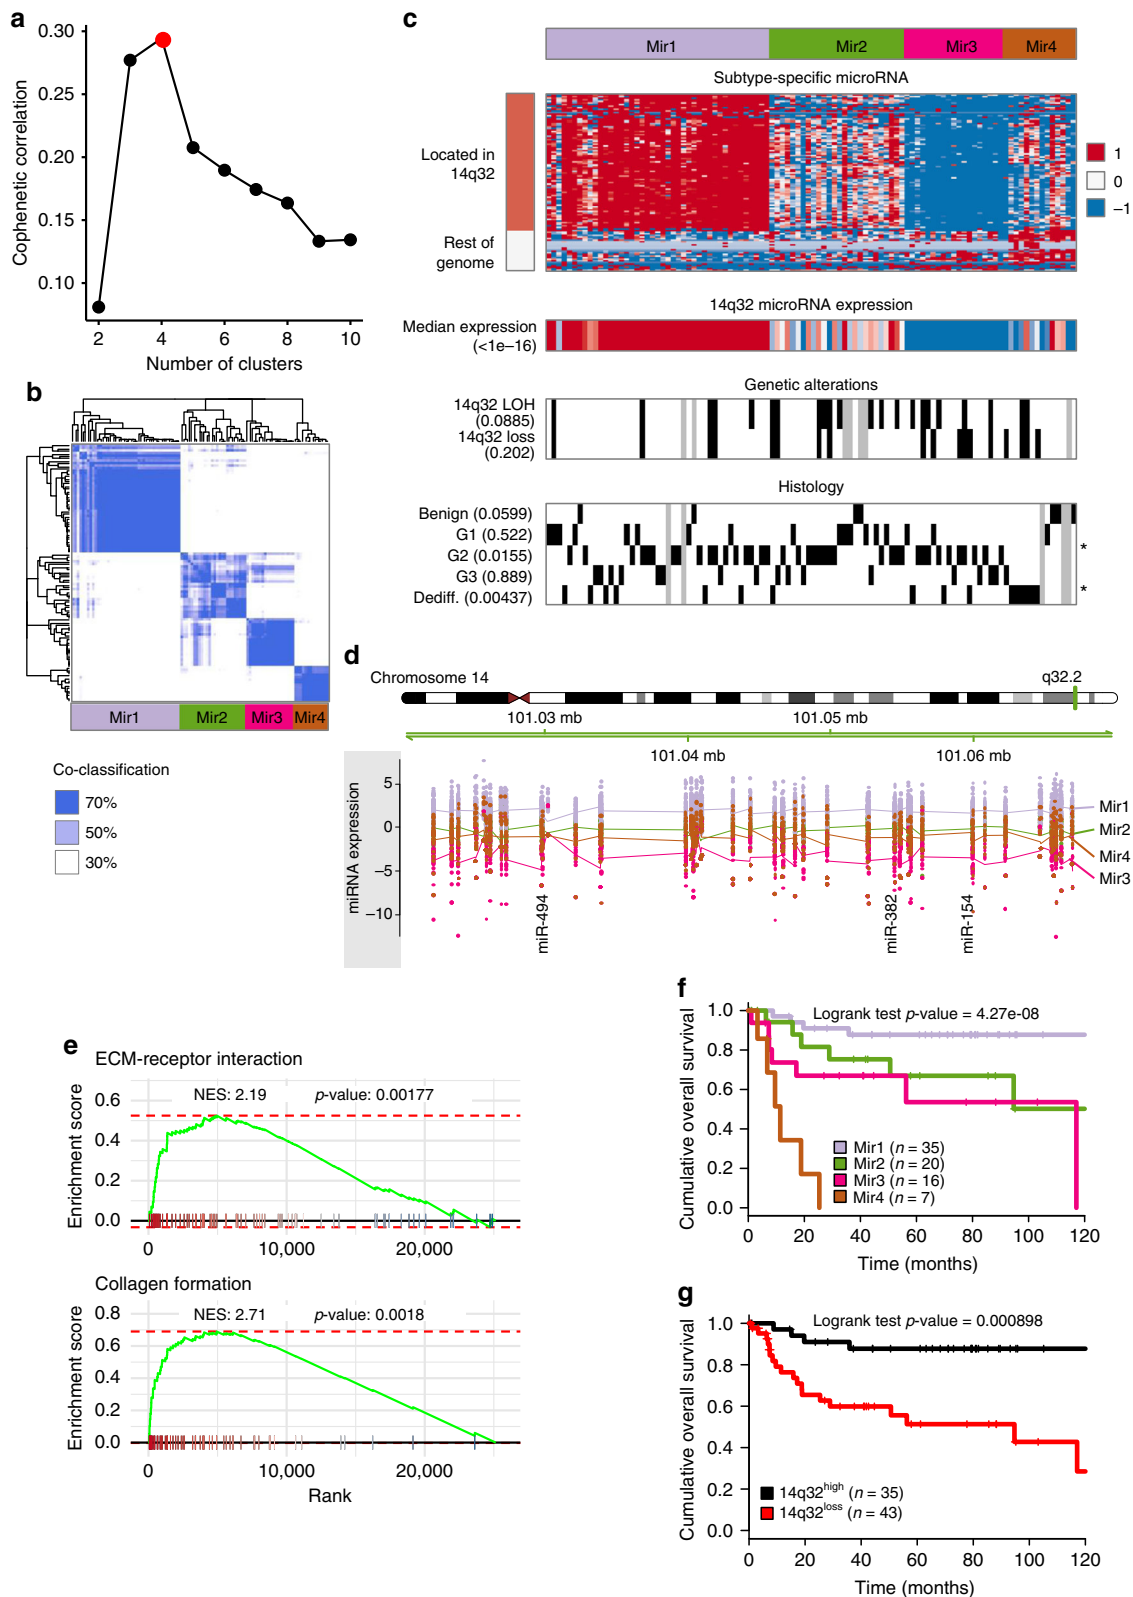 a
0.30
0.25
0.20
0.15
0.10
Cophenetic correlation
2 4 6 8 10
Number of clusters
b
Mir1 Mir2 Mir3 Mir4
Co-classification
70%
50%
30%
c
Mir1 Mir2 Mir3 Mir4
Subtype-specific microRNA
Located in
14q32
Rest of
genome
1
0
−1
14q32 microRNA expression
Median expression
(<1e−16)
Genetic alterations
14q32 LOH
(0.0885)
14q32 loss
(0.202)
Histology
Benign (0.0599)
G1 (0.522)
G2 (0.0155) *
G3 (0.889)
Dediff. (0.00437) *
d
Chromosome 14
q32.2
101.03 mb 101.05 mb
101.04 mb 101.06 mb
miRNA expression
5
0
−5
−10
miR-494
miR-382
miR-154
Mir1
Mir2
Mir4
Mir3
e
ECM-receptor interaction
NES: 2.19 p-value: 0.00177
Enrichment score
0.6
0.4
0.2
0.0
0 10,000 20,000
Collagen formation
NES: 2.71 p-value: 0.0018
Enrichment score
0.8
0.6
0.4
0.2
0.0
0 10,000 20,000
Rank
f
Logrank test p-value = 4.27e-08
Cumulative overall survival
1.0
0.8
0.6
0.4
0.2
0.0
Mir1 (n = 35)
Mir2 (n = 20)
Mir3 (n = 16)
Mir4 (n = 7)
0 20 40 60 80 100 120
Time (months)
g
Logrank test p-value = 0.000898
Cumulative overall survival
1.0
0.8
0.6
0.4
0.2
0.0
14q32high (n = 35)
14q32loss (n = 43)
0 20 40 60 80 100 120
Time (months)